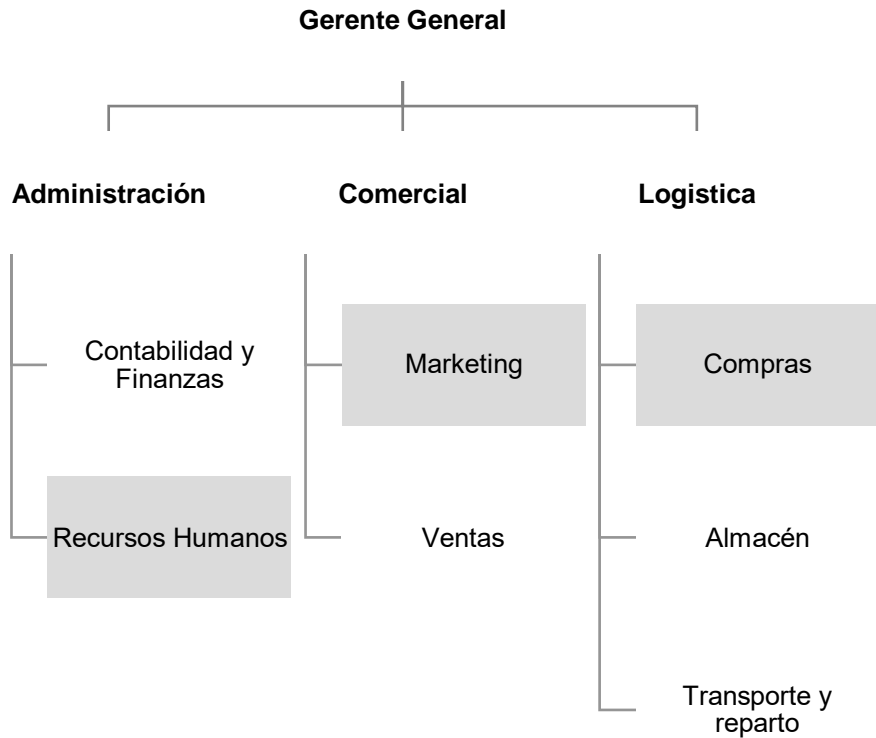 Gerente General
Administración
Comercial
Logistica
Contabilidad y
Finanzas
Recursos Humanos
Marketing
Ventas
Compras
Almacén
Transporte y
reparto